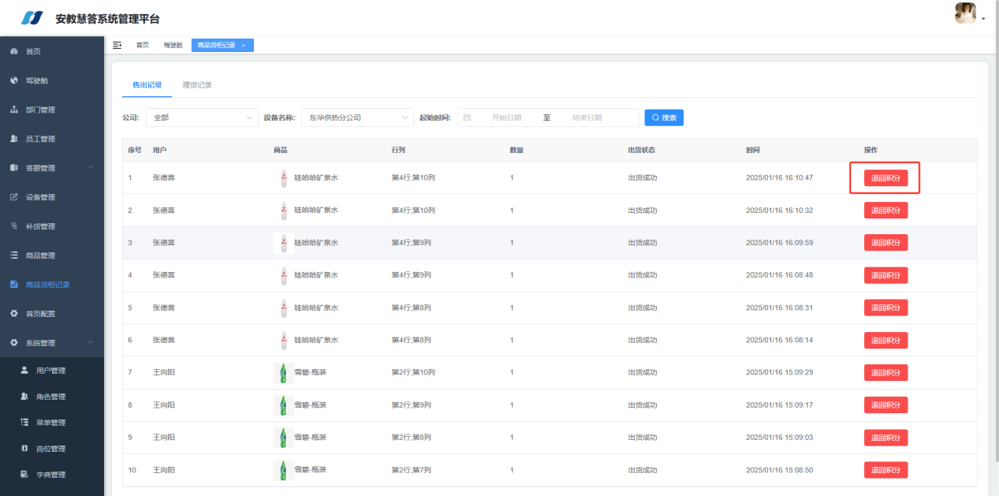 安教慧答系统管理平台
首页
驾驶舱
部门管理
员工管理
答题管理
设备管理
补货管理
商品管理
商品货柜记录
首页配置
系统管理
用户管理
角色管理
菜单管理
岗位管理
字典管理
首页 驾驶舱 商品货柜记录 ×
售出记录 理货记录
公司: 全部 设备名称: 东华供热分公司 起始时间: 开始日期 至 结束日期 搜索
序号 用户 商品 行列 数量 出货状态 时间 操作
1 张德喜 娃哈哈矿泉水 第4行;第10列 1 出货成功 2025/01/16 16:10:47 退回积分
2 张德喜 娃哈哈矿泉水 第4行;第10列 1 出货成功 2025/01/16 16:10:32 退回积分
3 张德喜 娃哈哈矿泉水 第4行;第9列 1 出货成功 2025/01/16 16:09:59 退回积分
4 张德喜 娃哈哈矿泉水 第4行;第9列 1 出货成功 2025/01/16 16:08:48 退回积分
5 张德喜 娃哈哈矿泉水 第4行;第8列 1 出货成功 2025/01/16 16:08:31 退回积分
6 张德喜 娃哈哈矿泉水 第4行;第8列 1 出货成功 2025/01/16 16:08:14 退回积分
7 王向阳 雪碧-瓶装 第2行;第10列 1 出货成功 2025/01/16 15:09:29 退回积分
8 王向阳 雪碧-瓶装 第2行;第9列 1 出货成功 2025/01/16 15:09:17 退回积分
9 王向阳 雪碧-瓶装 第2行;第8列 1 出货成功 2025/01/16 15:09:03 退回积分
10 王向阳 雪碧-瓶装 第2行;第7列 1 出货成功 2025/01/16 15:08:50 退回积分